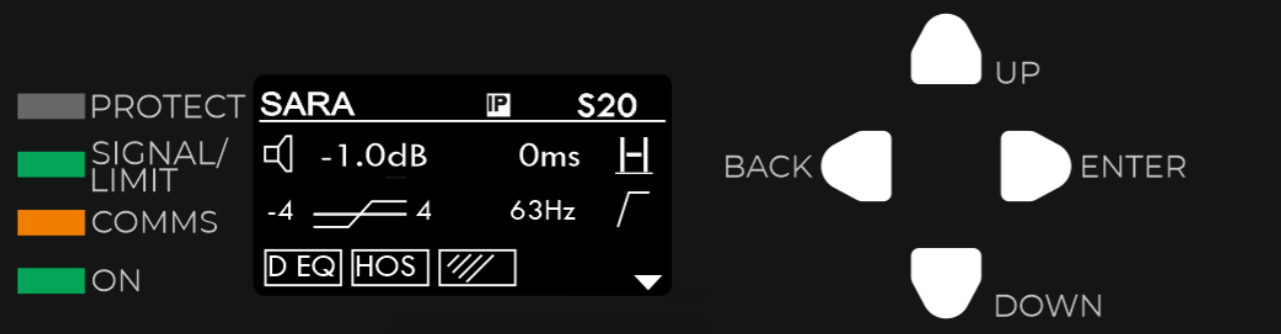 PROTECT
SIGNAL/
LIMIT
COMMS
ON
SARA IP S20
-1.0dB 0ms
-4 4 63Hz
D EQ HOS
UP
BACK ENTER
DOWN